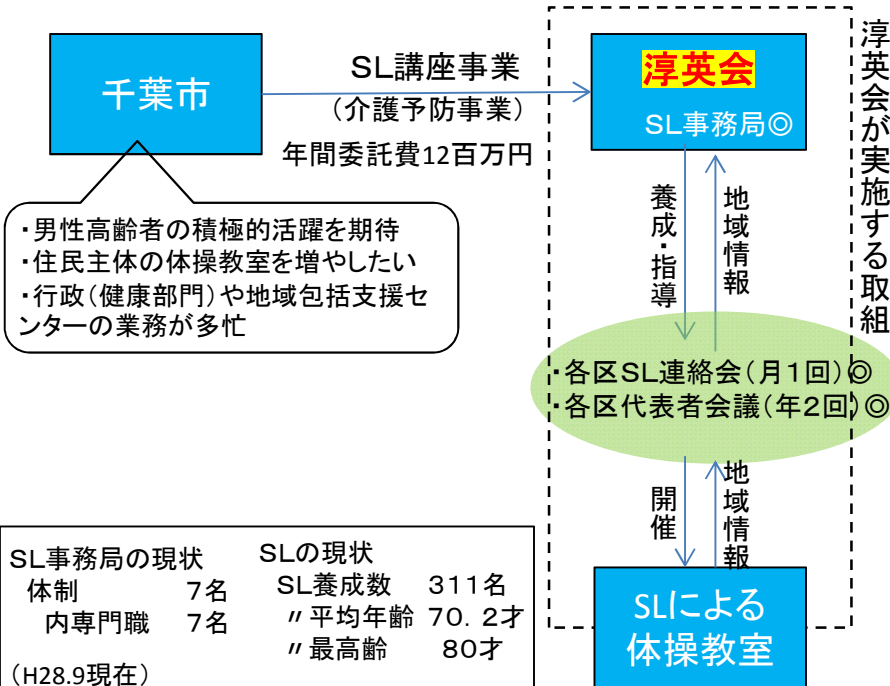 千葉市
SL講座事業
（介護予防事業）
年間委託費12百万円
淳英会
ＳＬ事務局◎
淳英会が実施する取組
・男性高齢者の積極的活躍を期待
・住民主体の体操教室を増やしたい
・行政（健康部門）や地域包括支援セ
ンターの業務が多忙
養成・指導
地域情報
・各区ＳＬ連絡会（月１回）◎
・各区代表者会議（年２回）◎
開催
地域情報
SLによる
体操教室
ＳＬ事務局の現状
体制 7名
内専門職 7名
（H28.9現在）
ＳＬの現状
ＳＬ養成数 311名
〃平均年齢 70．2才
〃最高齢 80才